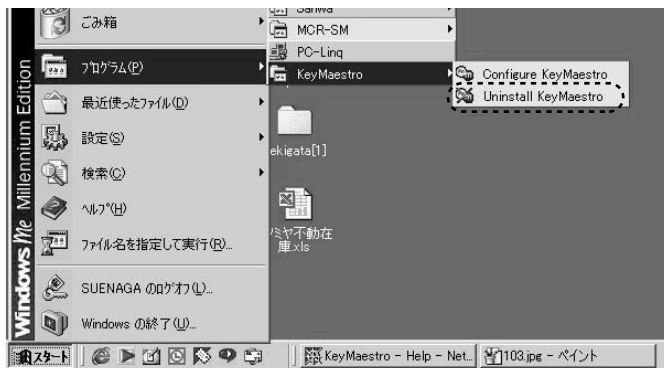 ごみ箱
プログラム(P)
最近使ったファイル(D)
設定(S)
検索(C)
ヘルプ(H)
ファイル名を指定して実行(R)...
SUENAGA のログオフ(L)...
Windows の終了(U)...
Windows Me Millennium Edition
Sanwa
MCR-SM
PC-Linq
KeyMaestro
Configure KeyMaestro
Uninstall KeyMaestro
ekigata[1]
ミヤ不動在
庫.xls
スタート
KeyMaestro - Help - Net...
103.jpg - ペイント